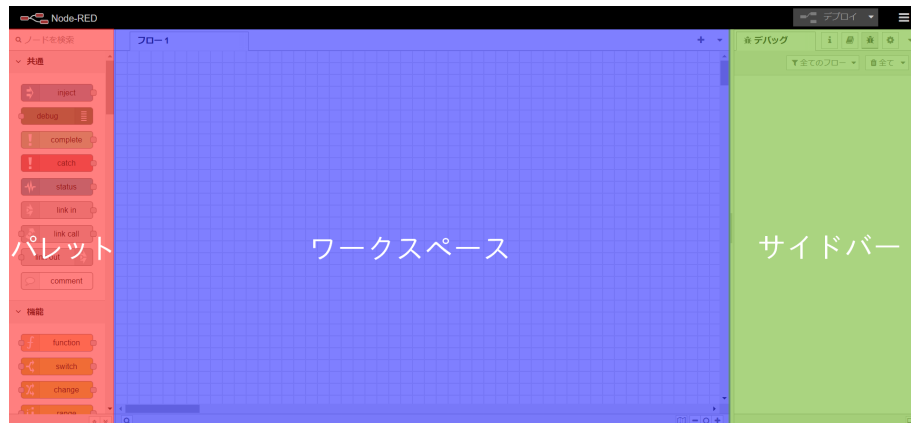 Node-RED
デプロイ
ノードを検索
フロー 1
デバッグ
i
共通
全てのフロー
全て
inject
debug
complete
catch
status
link in
link call
パレット
ワークスペース
サイドバー
comment
機能
function
switch
change
range